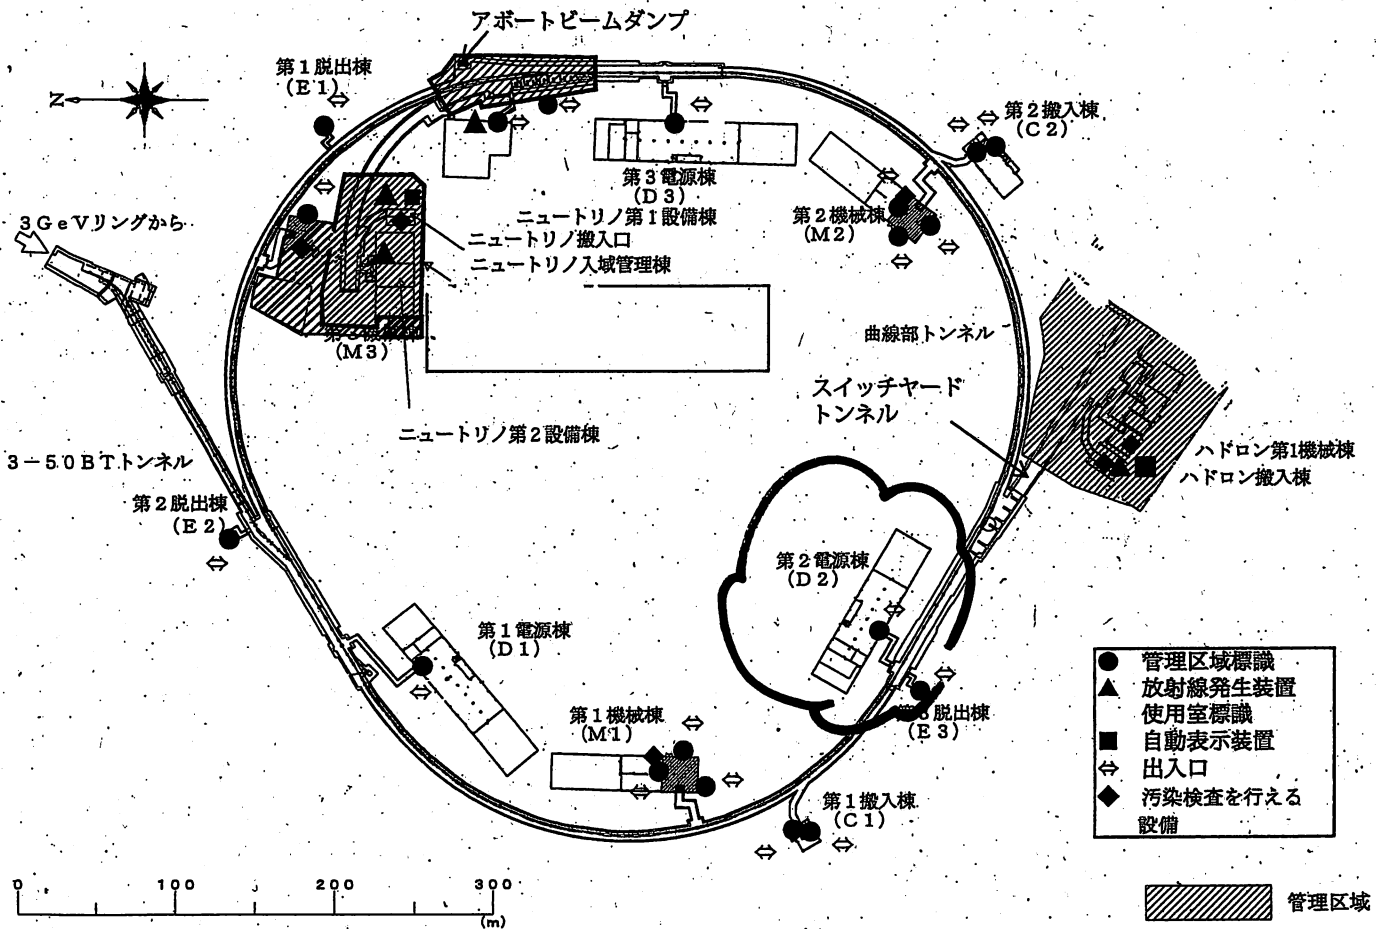 アボートビームダンプ
第1脱出棟
(E1)
N
第2搬入棟
(C2)
第3電源棟
(D3)
ニュートリノ第1設備棟
ニュートリノ搬入口
ニュートリノ入域管理棟
第2機械棟
(M2)
3GeVリングから
(M3)
曲線部トンネル
スイッチヤード
トンネル
ニュートリノ第2設備棟
ハドロン第1機械棟
ハドロン搬入棟
3-50BTトンネル
第2脱出棟
(E2)
第2電源棟
(D2)
第1電源棟
(D1)
脱出棟
(E3)
第1機械棟
(M1)
第1搬入棟
(C1)
管理区域標識
放射線発生装置
使用室標識
自動表示装置
出入口
汚染検査を行える
設備
0 100 200 300
(m)
管理区域